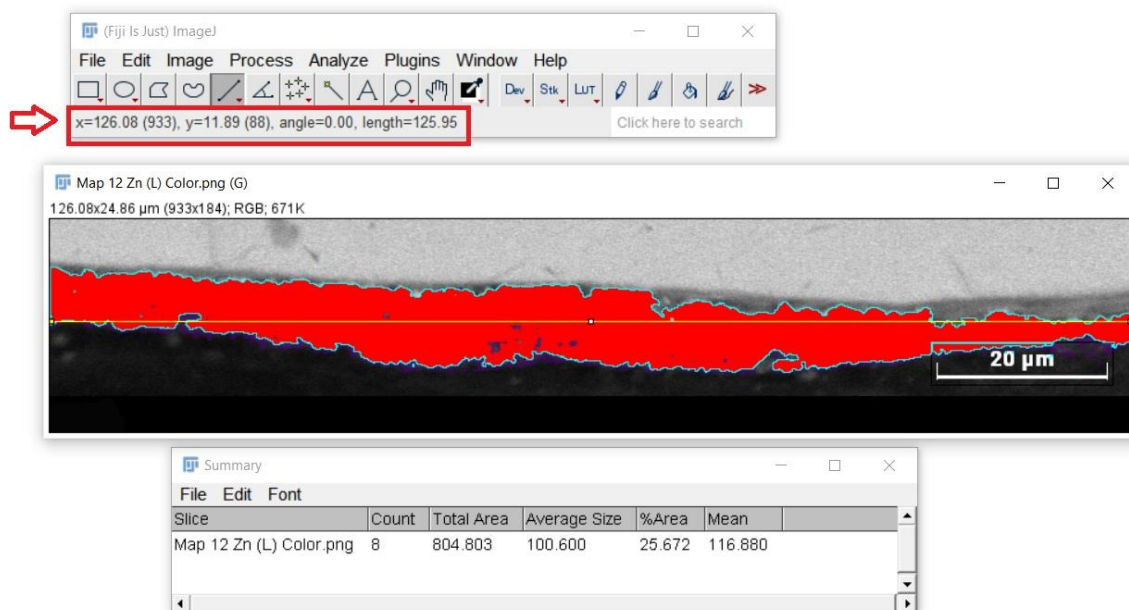 (Fiji Is Just) ImageJ
File Edit Image Process Analyze Plugins Window Help
Dev Stk LUT
x=126.08 (933), y=11.89 (88), angle=0.00, length=125.95
Click here to search
Map 12 Zn (L) Color.png (G)
126.08x24.86 µm (933x184); RGB; 671K
20 µm
Summary
File Edit Font
Slice Count Total Area Average Size %Area Mean
Map 12 Zn (L) Color.png 8 804.803 100.600 25.672 116.880